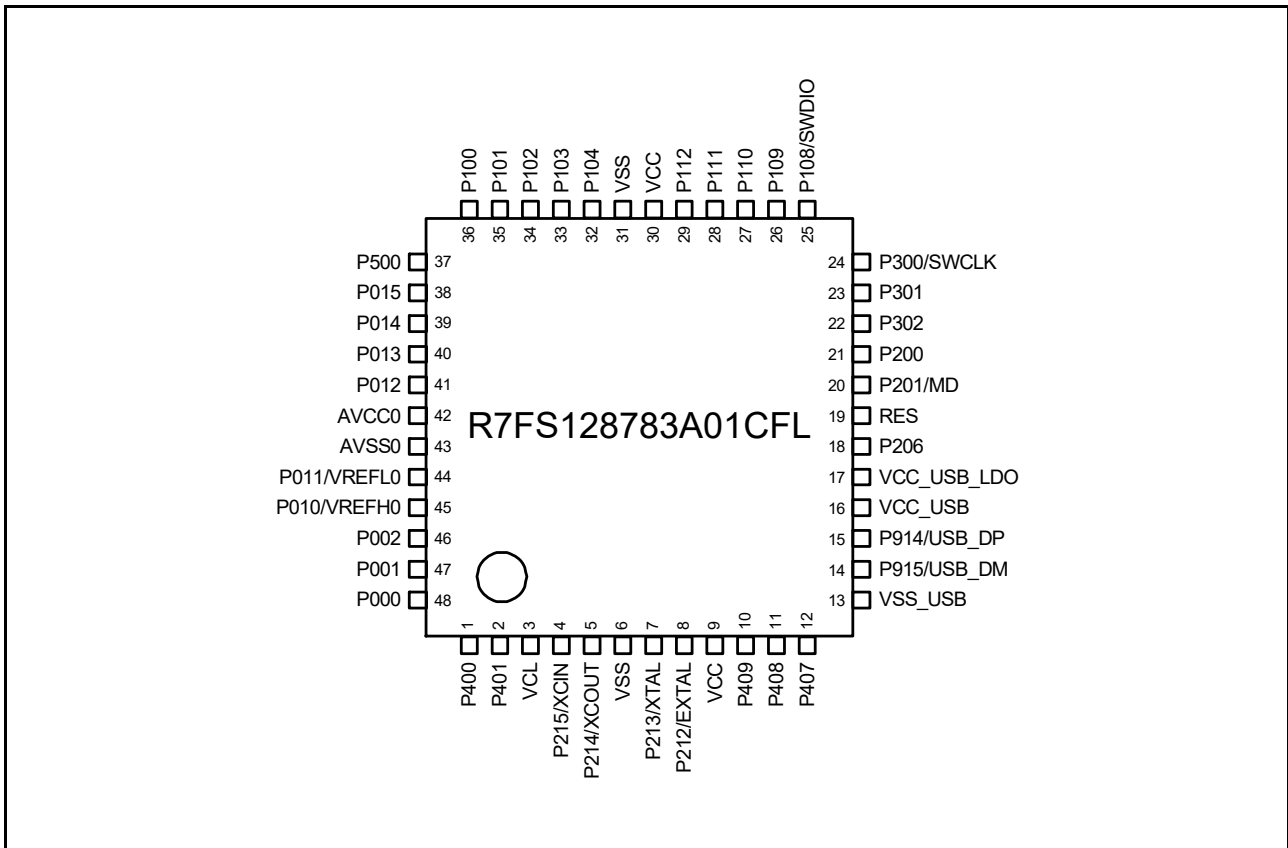 P100
P101
P102
P103
P104
VSS
VCC
P112
P111
P110
P109
P108/SWDIO
36
35
34
33
32
31
30
29
28
27
26
25
P500 37
P015 38
P014 39
P013 40
P012 41
AVCC0 42
AVSS0 43
P011/VREFL0 44
P010/VREFH0 45
P002 46
P001 47
P000 48
R7FS128783A01CFL
24 P300/SWCLK
23 P301
22 P302
21 P200
20 P201/MD
19 RES
18 P206
17 VCC_USB_LDO
16 VCC_USB
15 P914/USB_DP
14 P915/USB_DM
13 VSS_USB
1
2
3
4
5
6
7
8
9
10
11
12
P400
P401
VCL
P215/XCIN
P214/XCOUT
VSS
P213/XTAL
P212/EXTAL
VCC
P409
P408
P407